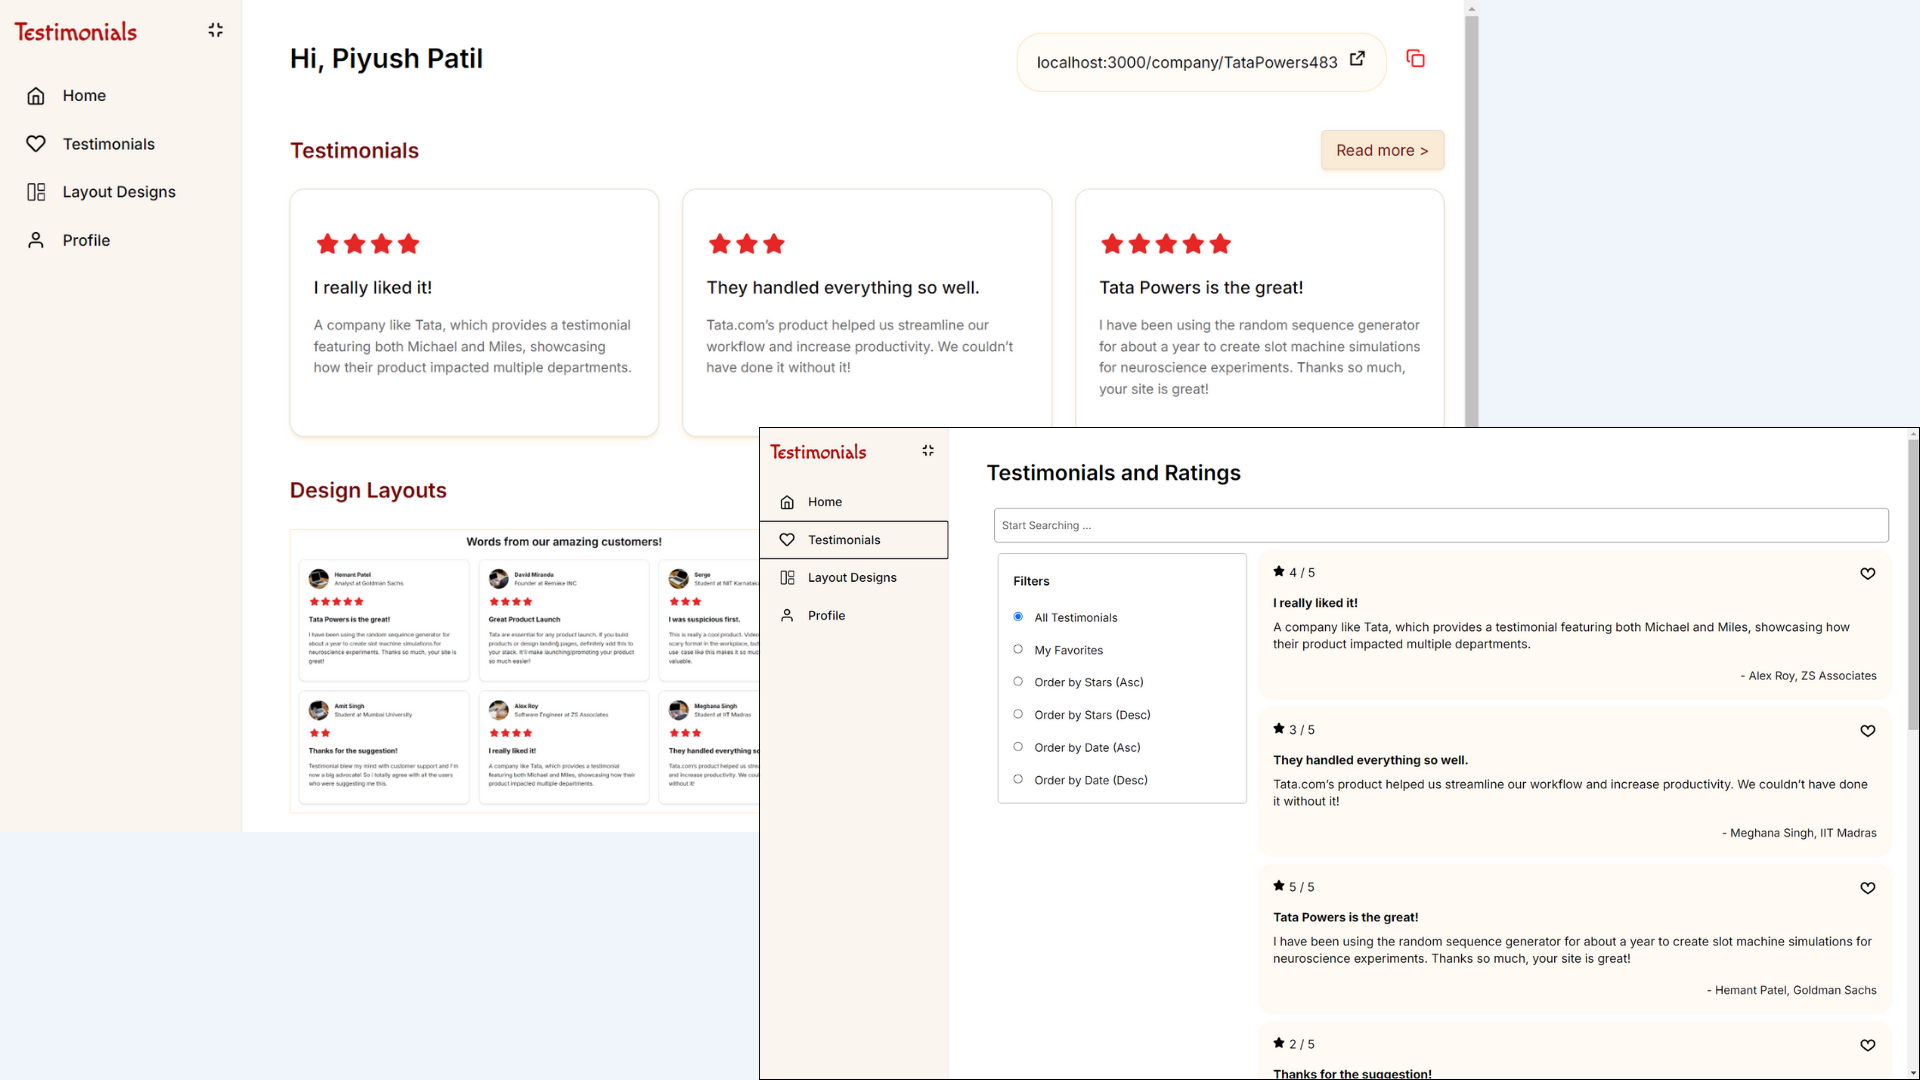 Testimonials
Home
Testimonials
Layout Designs
Profile
Hi, Piyush Patil
localhost:3000/company/TataPowers483
Testimonials
Read more >
I really liked it!
A company like Tata, which provides a testimonial
featuring both Michael and Miles, showcasing
how their product impacted multiple departments.
They handled everything so well.
Tata.com’s product helped us streamline our
workflow and increase productivity. We couldn’t
have done it without it!
Tata Powers is the great!
I have been using the random sequence generator
for about a year to create slot machine simulations
for neuroscience experiments. Thanks so much,
your site is great!
Design Layouts
Words from our amazing customers!
Hemant Patel
Analyst at Goldman Sachs
Tata Powers is the great!
I have been using the random sequence generator for
about a year to create slot machine simulations for
neuroscience experiments. Thanks so much, your site is
great!
David Miranda
Founder at Remake INC
Great Product Launch
Tata are essential for any product launch. If you build
products or design landing pages, definitely add this to
your stack. It'll make launching/promoting your product
so much easier!
Serge
Student at NIT
I was suspicious first.
This is really a cool product.
scary format in the workplace,
use case like this makes it so
valuable.
Amit Singh
Student at Mumbai University
Thanks for the suggestion!
Testimonial blew my mind with customer support and I'm
now a big advocate! So I totally agree with all the users
who were suggesting me this.
Alex Roy
Software Engineer at ZS Associates
I really liked it!
A company like Tata, which provides a testimonial
featuring both Michael and Miles, showcasing how their
product impacted multiple departments.
Meghana Singh
Student at IIT Madras
They handled everything so
Tata.com’s product helped us
and increase productivity. We
without it!
Testimonials
Home
Testimonials
Layout Designs
Profile
Testimonials and Ratings
Start Searching ...
Filters
All Testimonials
My Favorites
Order by Stars (Asc)
Order by Stars (Desc)
Order by Date (Asc)
Order by Date (Desc)
4 / 5
I really liked it!
A company like Tata, which provides a testimonial featuring both Michael and Miles, showcasing how
their product impacted multiple departments.
- Alex Roy, ZS Associates
3 / 5
They handled everything so well.
Tata.com’s product helped us streamline our workflow and increase productivity. We couldn’t have done
it without it!
- Meghana Singh, IIT Madras
5 / 5
Tata Powers is the great!
I have been using the random sequence generator for about a year to create slot machine simulations for
neuroscience experiments. Thanks so much, your site is great!
- Hemant Patel, Goldman Sachs
2 / 5
Thanks for the suggestion!